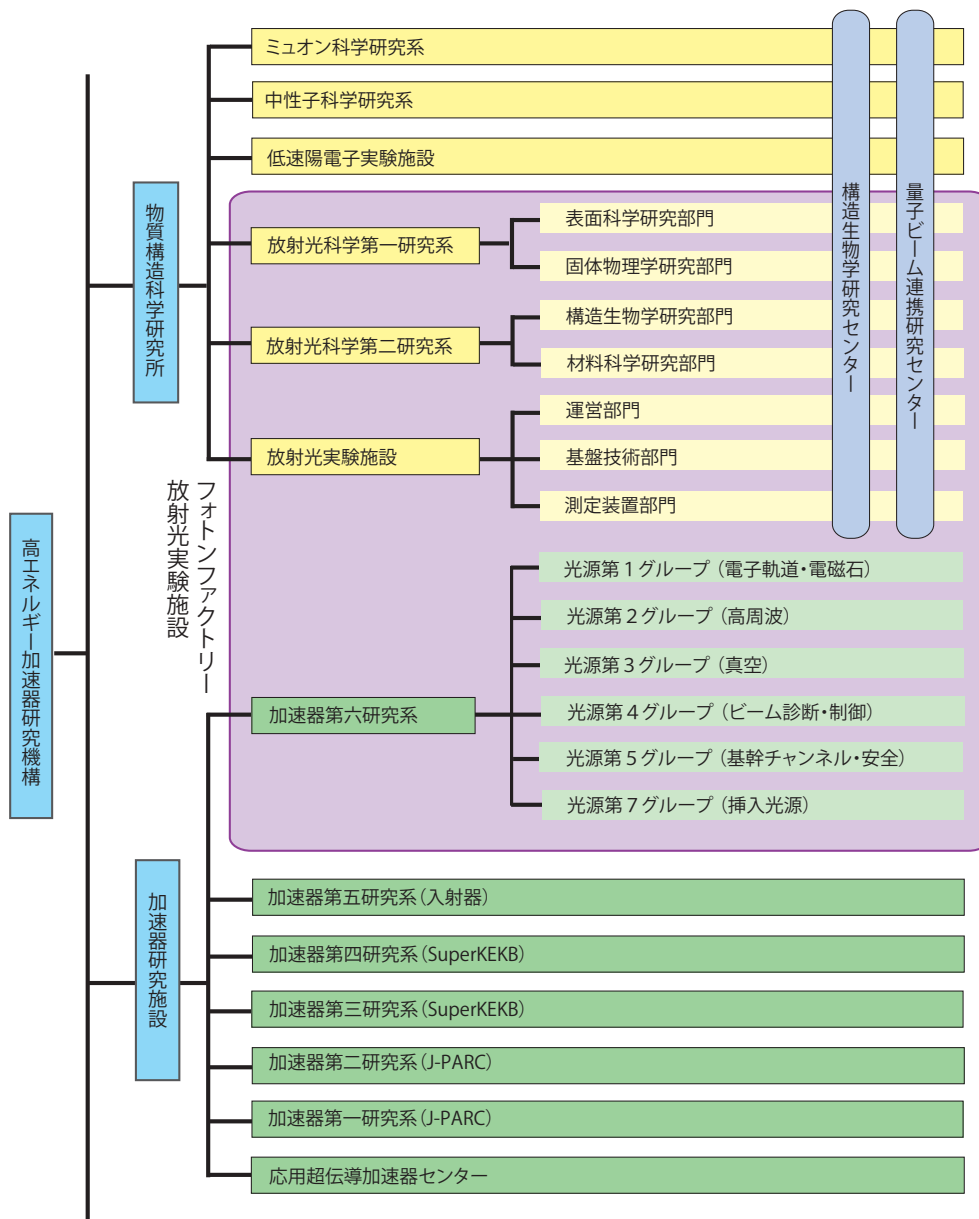 ミュオン科学研究系
中性子科学研究系
低速陽電子実験施設
物質構造科学研究所
放射光科学第一研究系
表面科学研究部門
固体物理学研究部門
放射光科学第二研究系
構造生物学研究部門
材料科学研究部門
放射光実験施設
運営部門
基盤技術部門
測定装置部門
構造生物学研究センター
量子ビーム連携研究センター
フォトンファクトリー
放射光実験施設
高エネルギー加速器研究機構
加速器第六研究系
光源第1グループ（電子軌道・電磁石）
光源第2グループ（高周波）
光源第3グループ（真空）
光源第4グループ（ビーム診断・制御）
光源第5グループ（基幹チャンネル・安全）
光源第7グループ（挿入光源）
加速器研究施設
加速器第五研究系（入射器）
加速器第四研究系（SuperKEKB）
加速器第三研究系（SuperKEKB）
加速器第二研究系（J-PARC）
加速器第一研究系（J-PARC）
応用超伝導加速器センター